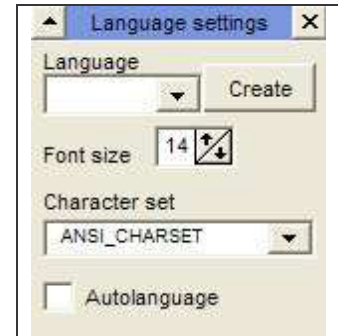 Language settings
Language
Create
Font size 14
Character set
ANSI_CHARSET
Autolanguage